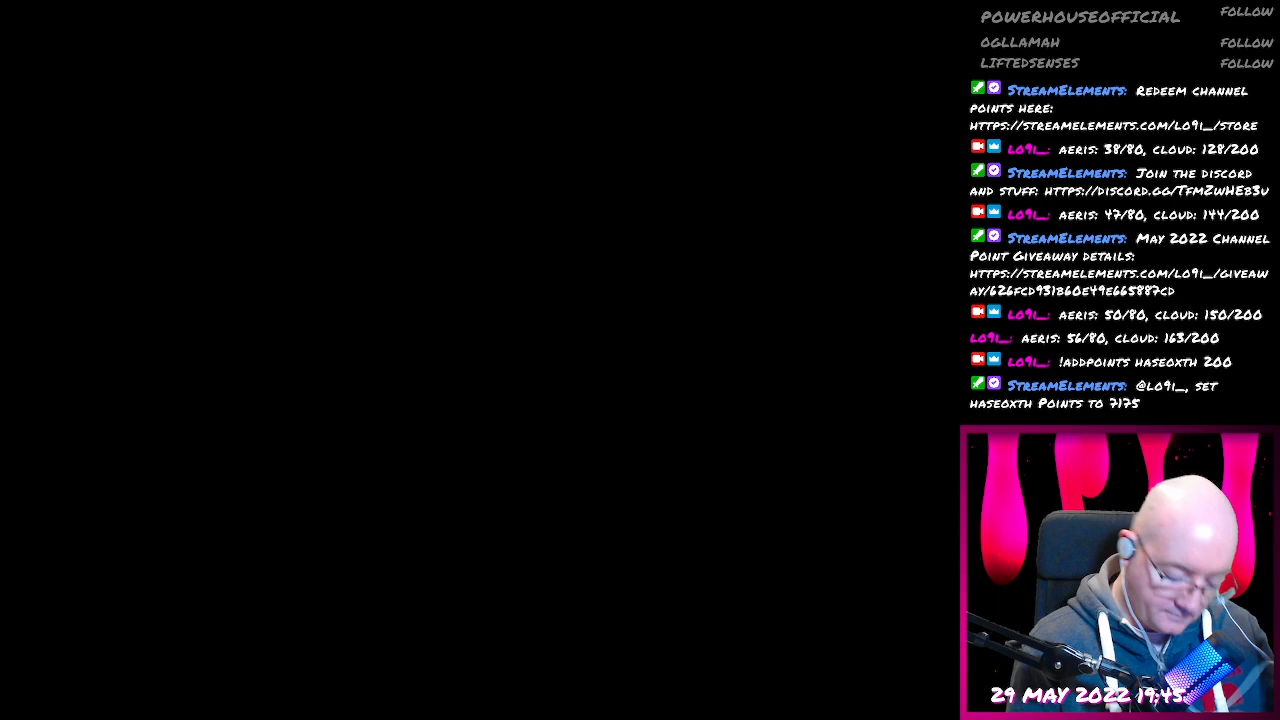 POWERHOUSEOFFICIAL FOLLOW
OGLLAMAH FOLLOW
LIFTEDSENSES FOLLOW
StreamElements: Redeem channel
points here:
https://streamelements.com/lo9i_/store
lo9i_: aeris: 38/80, cloud: 128/200
StreamElements: Join the discord
and stuff: https://discord.gg/TfmZwHE83u
lo9i_: aeris: 47/80, cloud: 144/200
StreamElements: May 2022 Channel
Point Giveaway details:
https://streamelements.com/lo9i_/giveaw
ay/626fcd931b60e49e665887cd
lo9i_: aeris: 50/80, cloud: 150/200
lo9i_: aeris: 56/80, cloud: 163/200
lo9i_: !addpoints haseoxth 200
StreamElements: @lo9i_, set
haseoxth Points to 7175
29 MAY 2022 19:45